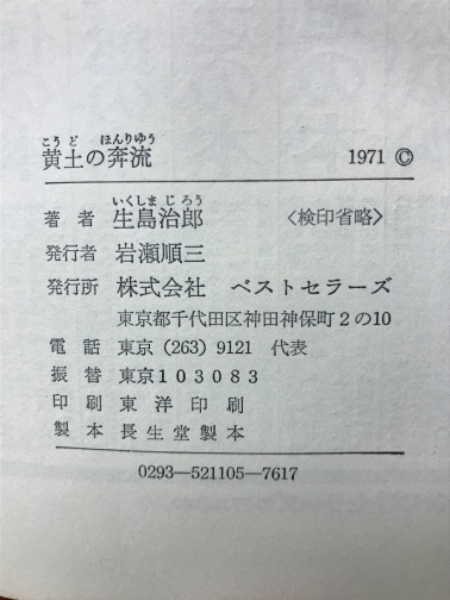 こうど ほんりゆう
黄土の奔流 1971 ©
いくしまじろう
著者 生島治郎 〈検印省略〉
発行者 岩瀬順三
発行所 株式会社 ベストセラーズ
東京都千代田区神田神保町2の10
電話 東京(263)9121 代表
振替 東京103083
印刷 東洋印刷
製本 長生堂製本
0293―521105―7617